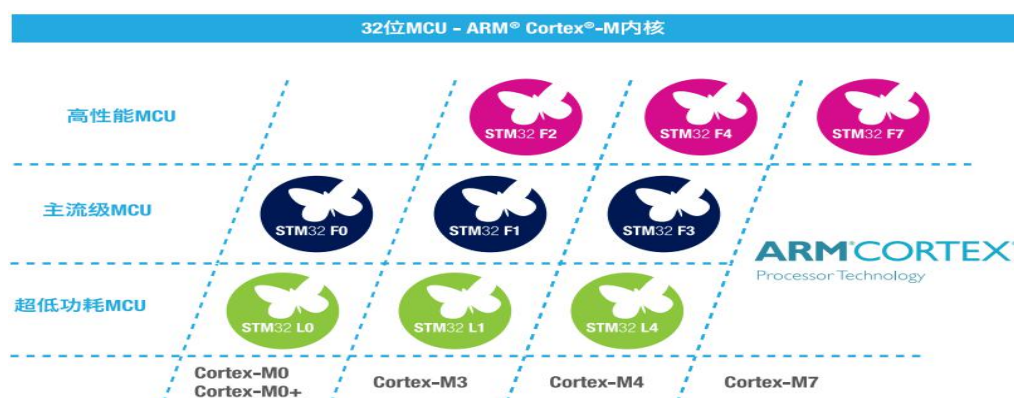 32位MCU - ARM® Cortex®-M内核
高性能MCU
STM32 F2
STM32 F4
STM32 F7
主流级MCU
STM32 F0
STM32 F1
STM32 F3
ARM®CORTEX®
Processor Technology
超低功耗MCU
STM32 L0
STM32 L1
STM32 L4
Cortex-M0
Cortex-M0+
Cortex-M3
Cortex-M4
Cortex-M7